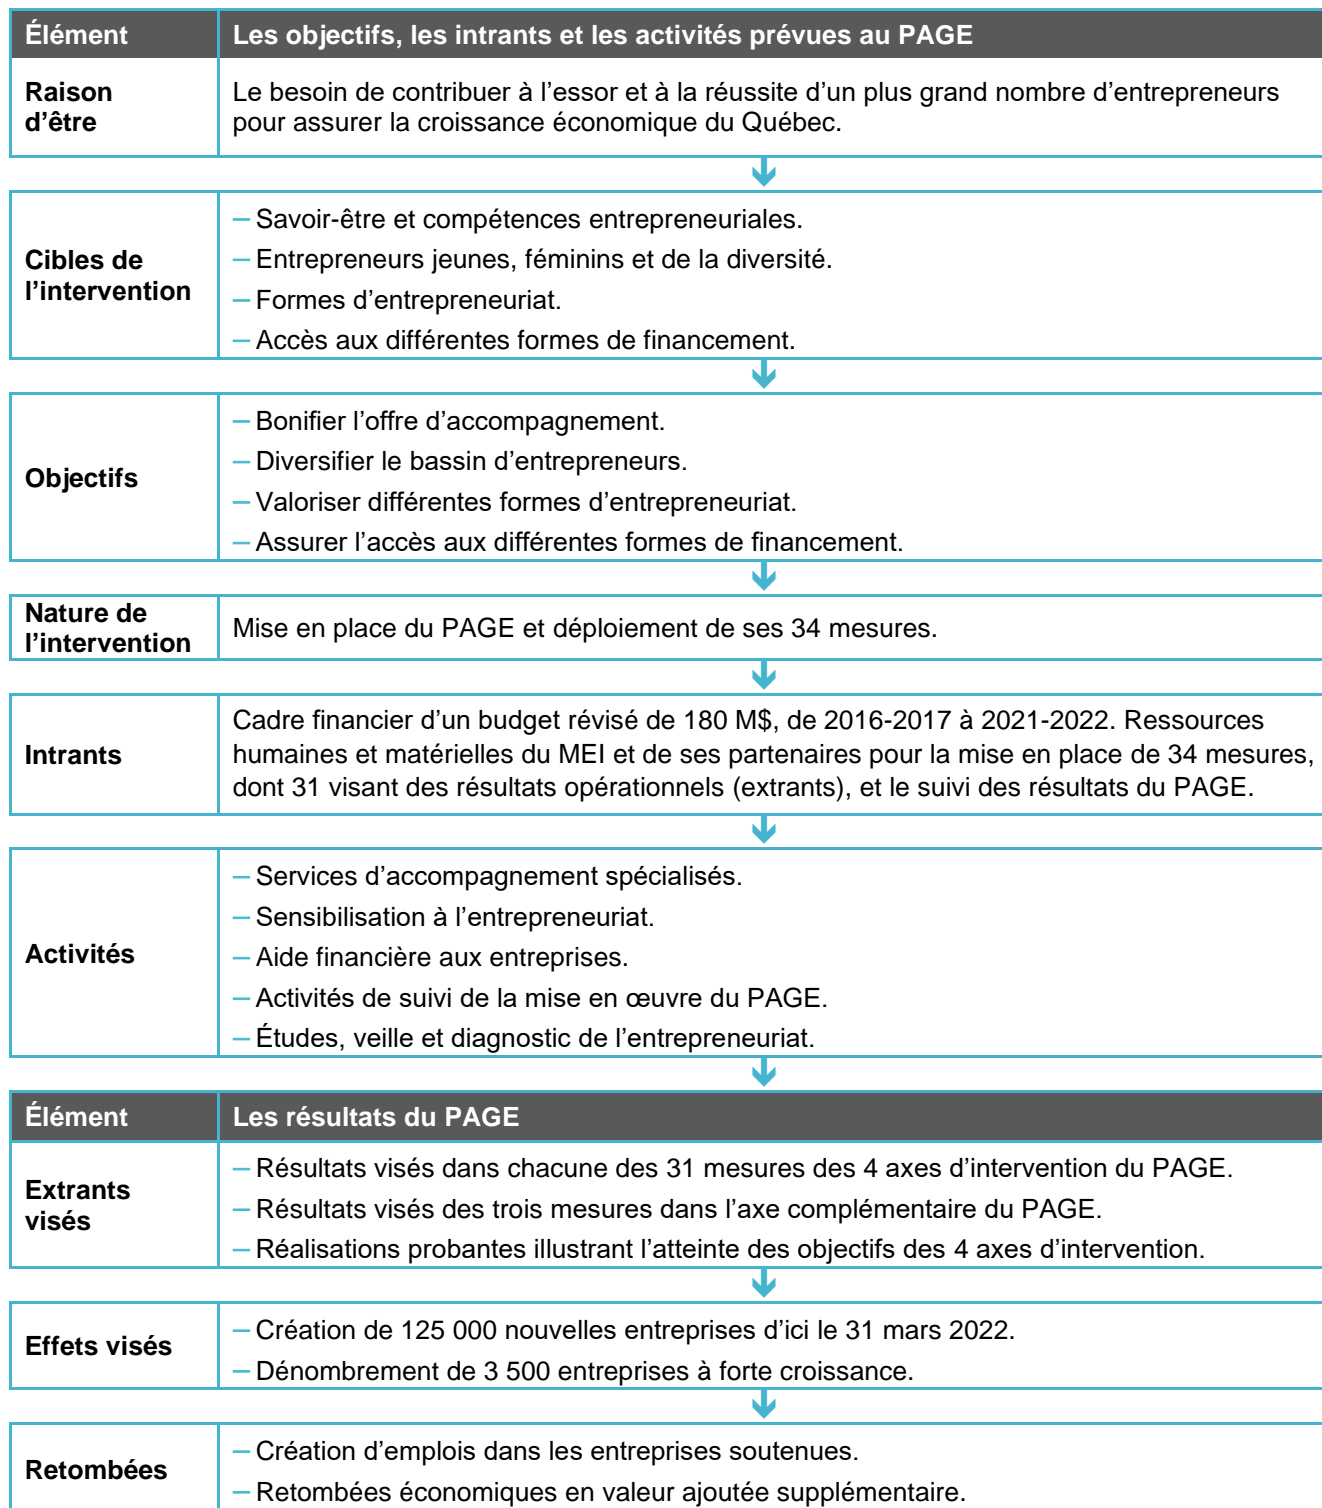 Élément Les objectifs, les intrants et les activités prévues au PAGE
Raison d’être
Le besoin de contribuer à l’essor et à la réussite d’un plus grand nombre d’entrepreneurs
pour assurer la croissance économique du Québec.
Cibles de
l’intervention
– Savoir-être et compétences entrepreneuriales.
– Entrepreneurs jeunes, féminins et de la diversité.
– Formes d’entrepreneuriat.
– Accès aux différentes formes de financement.
Objectifs
– Bonifier l’offre d’accompagnement.
– Diversifier le bassin d’entrepreneurs.
– Valoriser différentes formes d’entrepreneuriat.
– Assurer l’accès aux différentes formes de financement.
Nature de
l’intervention
Mise en place du PAGE et déploiement de ses 34 mesures.
Intrants
Cadre financier d’un budget révisé de 180 M$, de 2016-2017 à 2021-2022. Ressources
humaines et matérielles du MEI et de ses partenaires pour la mise en place de 34 mesures,
dont 31 visant des résultats opérationnels (extrants), et le suivi des résultats du PAGE.
Activités
– Services d’accompagnement spécialisés.
– Sensibilisation à l’entrepreneuriat.
– Aide financière aux entreprises.
– Activités de suivi de la mise en œuvre du PAGE.
– Études, veille et diagnostic de l’entrepreneuriat.
Élément Les résultats du PAGE
Extrants
visés
– Résultats visés dans chacune des 31 mesures des 4 axes d’intervention du PAGE.
– Résultats visés des trois mesures dans l’axe complémentaire du PAGE.
– Réalisations probantes illustrant l’atteinte des objectifs des 4 axes d’intervention.
Effets visés
– Création de 125 000 nouvelles entreprises d’ici le 31 mars 2022.
– Dénombrement de 3 500 entreprises à forte croissance.
Retombées
– Création d’emplois dans les entreprises soutenues.
– Retombées économiques en valeur ajoutée supplémentaire.